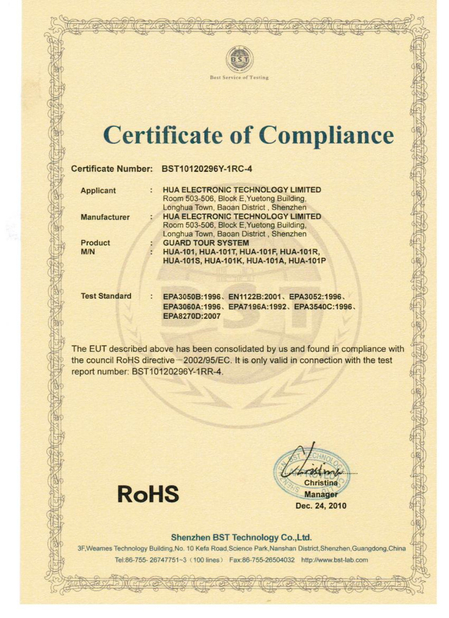 BST
Best Service of Testing
Certificate of Compliance
Certificate Number: BST10120296Y-1RC-4
Applicant : HUA ELECTRONIC TECHNOLOGY LIMITED
Room 503-506, Block E,Yuetong Building,
Longhua Town, Baoan District , Shenzhen
Manufacturer : HUA ELECTRONIC TECHNOLOGY LIMITED
Room 503-506, Block E,Yuetong Building,
Longhua Town, Baoan District , Shenzhen
Product : GUARD TOUR SYSTEM
M/N : HUA-101, HUA-101T, HUA-101F, HUA-101R,
HUA-101S, HUA-101K, HUA-101A, HUA-101P
Test Standard : EPA3050B:1996、EN1122B:2001、EPA3052:1996、
EPA3060A:1996、EPA7196A:1992、EPA3540C:1996、
EPA8270D:2007
The EUT described above has been consolidated by us and found in compliance with
the council RoHS directive – 2002/95/EC. It is only valid in connection with the test
report number: BST10120296Y-1RR-4.
BST
RoHS
Christina
Christina
Manager
Dec. 24, 2010
Shenzhen BST Technology Co.,Ltd.
3F,Weames Technology Building,No. 10 Kefa Road,Science Park,Nanshan District,Shenzhen,Guangdong,China
Tel:86-755- 26747751~3（100 lines） Fax:86-755-26504032 http://www.bst-lab.com